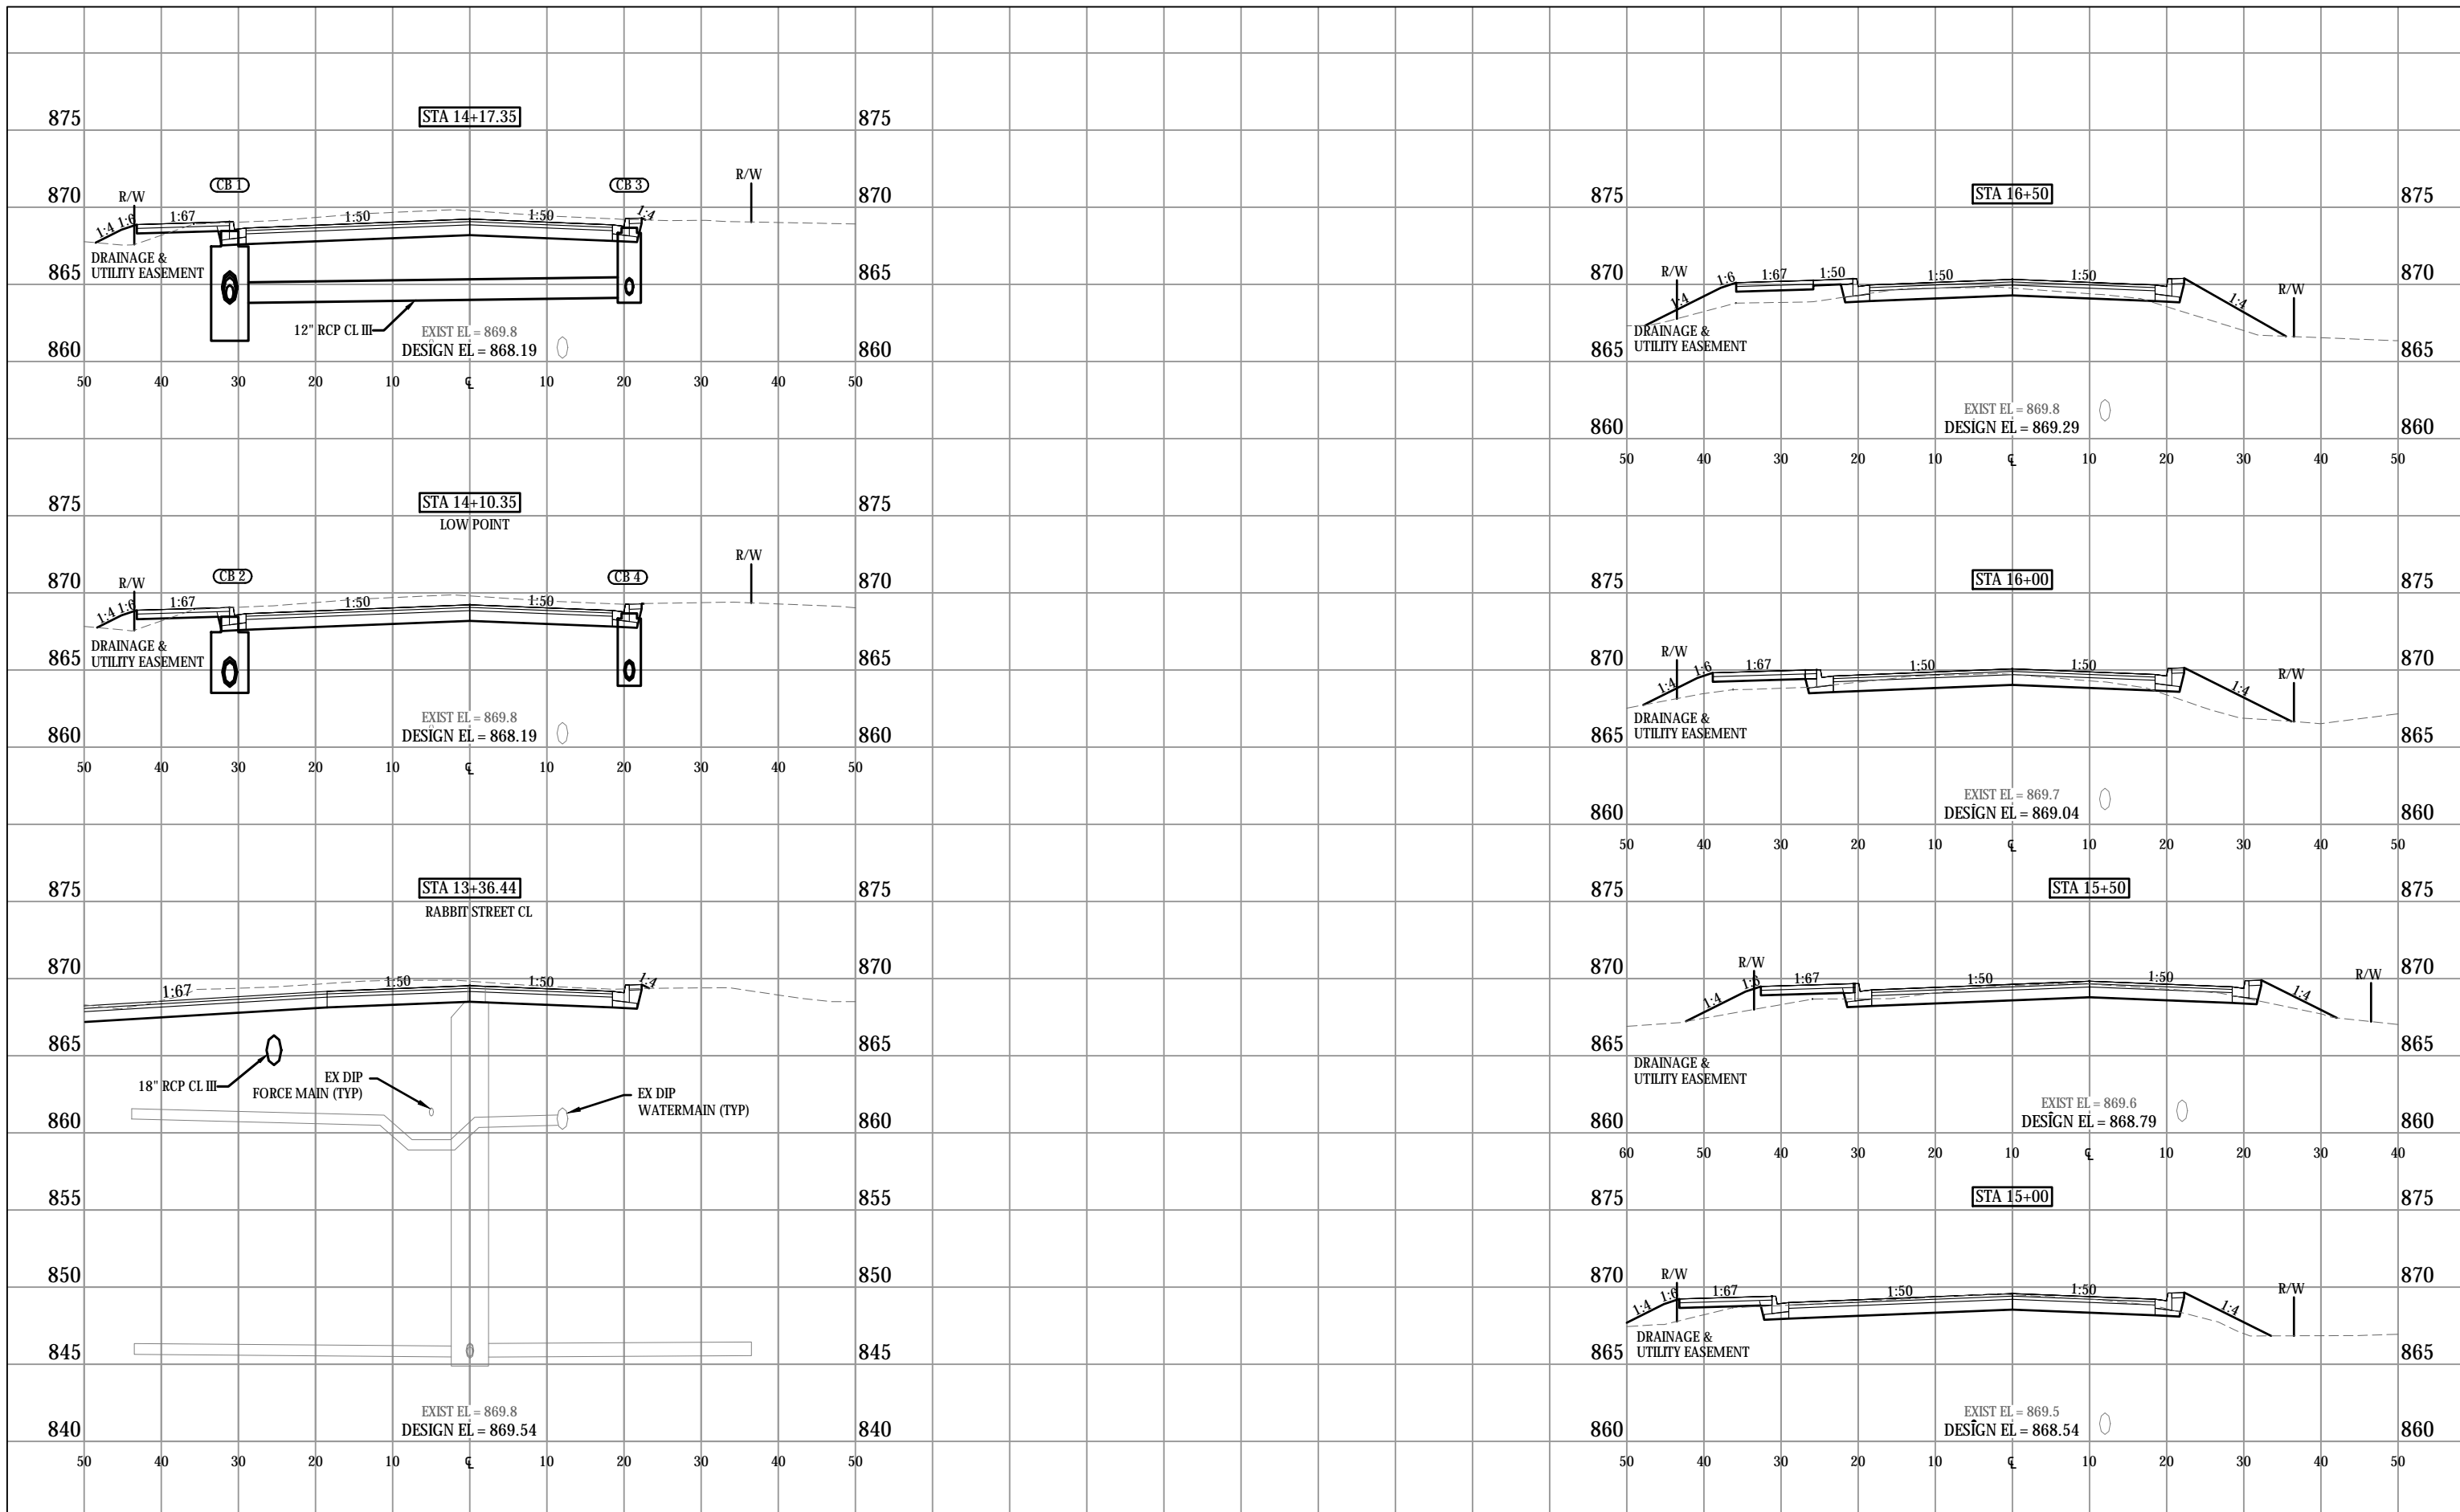 875 STA 14+17.35 875
CB 1 CB 3
R/W R/W
870 870
1:4 1:6 1:67 1:50 1:50 1:4
DRAINAGE &
UTILITY EASEMENT
865 865
12" RCP CL III
EXIST EL = 869.8
DESIGN EL = 868.19
860 860
50 40 30 20 10 ℄ 10 20 30 40 50
875 STA 14+10.35 875
LOW POINT
CB 2 CB 4
R/W R/W
870 870
1:4 1:6 1:67 1:50 1:50
DRAINAGE &
UTILITY EASEMENT
865 865
EXIST EL = 869.8
DESIGN EL = 868.19
860 860
50 40 30 20 10 ℄ 10 20 30 40 50
875 STA 13+36.44 875
RABBIT STREET CL
870 870
1:67 1:50 1:50 1:4
865 865
18" RCP CL III
EX DIP
FORCE MAIN (TYP)
EX DIP
WATERMAIN (TYP)
860 860
855 855
850 850
845 845
EXIST EL = 869.8
DESIGN EL = 869.54
840 840
50 40 30 20 10 ℄ 10 20 30 40 50
875 STA 16+50 875
R/W R/W
870 870
1:4 1:6 1:67 1:50 1:50 1:50 1:4
DRAINAGE &
UTILITY EASEMENT
865 865
EXIST EL = 869.8
DESIGN EL = 869.29
860 860
50 40 30 20 10 ℄ 10 20 30 40 50
875 STA 16+00 875
R/W R/W
870 870
1:4 1:6 1:67 1:50 1:50 1:4
DRAINAGE &
UTILITY EASEMENT
865 865
EXIST EL = 869.7
DESIGN EL = 869.04
860 860
50 40 30 20 10 ℄ 10 20 30 40 50
875 STA 15+50 875
R/W R/W
870 870
1:4 1:6 1:67 1:50 1:50 1:4
865 865
DRAINAGE &
UTILITY EASEMENT
EXIST EL = 869.6
DESIGN EL = 868.79
860 860
60 50 40 30 20 10 ℄ 10 20 30 40
875 STA 15+00 875
R/W R/W
870 870
1:4 1:6 1:67 1:50 1:50 1:4
DRAINAGE &
UTILITY EASEMENT
865 865
EXIST EL = 869.5
DESIGN EL = 868.54
860 860
50 40 30 20 10 ℄ 10 20 30 40 50